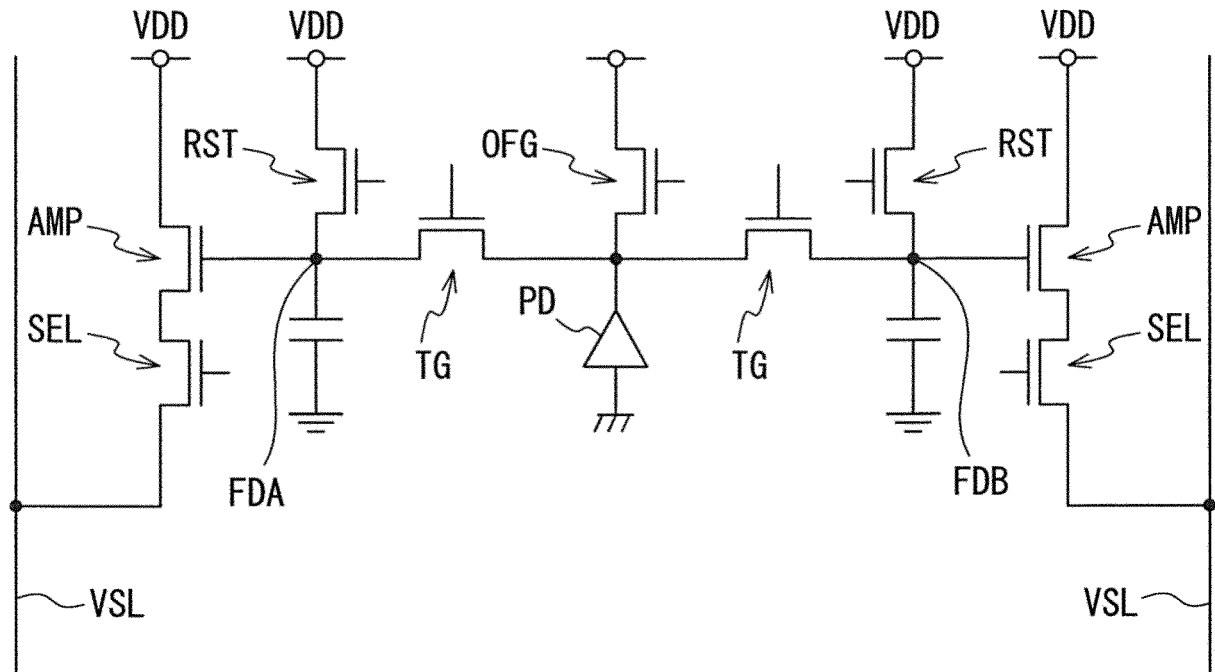 VDD VDD VDD VDD
RST OFG RST
AMP AMP
SEL PD SEL
TG TG
FDA FDB
VSL VSL